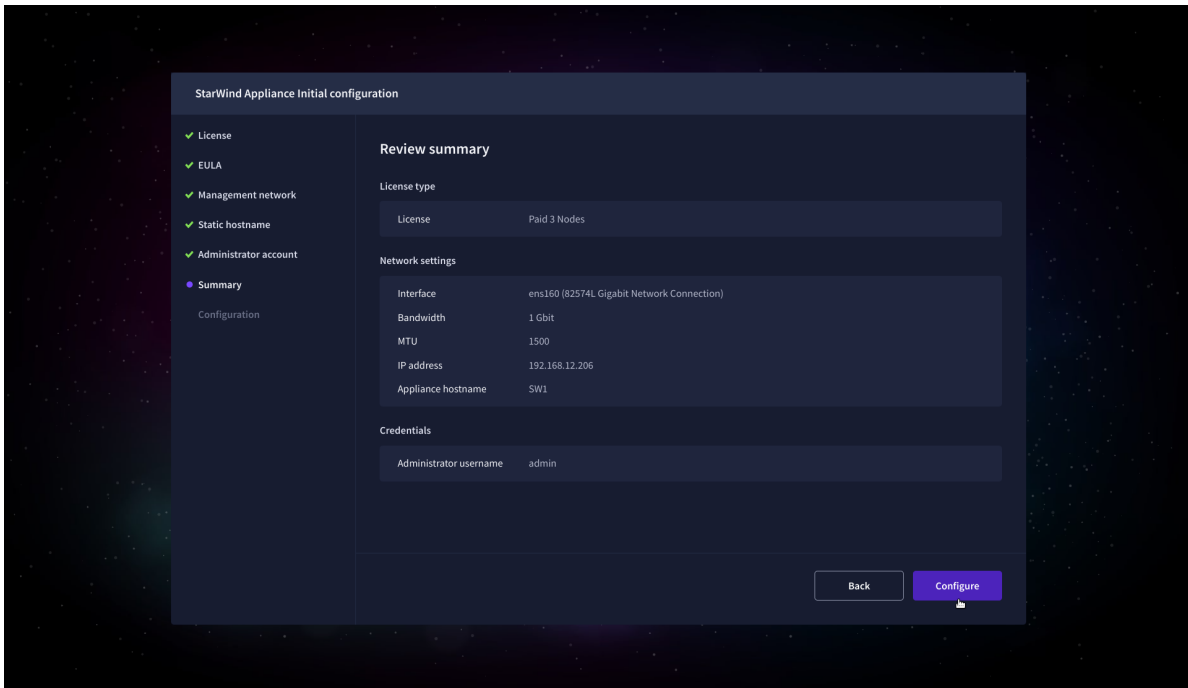 StarWind Appliance Initial configuration
License
EULA
Management network
Static hostname
Administrator account
Summary
Configuration
Review summary
License type
License Paid 3 Nodes
Network settings
Interface ens160 (82574L Gigabit Network Connection)
Bandwidth 1 Gbit
MTU 1500
IP address 192.168.12.206
Appliance hostname SW1
Credentials
Administrator username admin
Back Configure